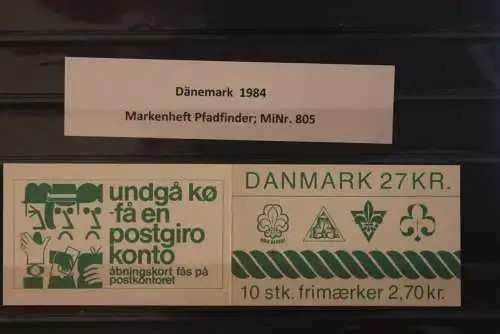 Dänemark 1984
Markenheft Pfadfinder; MiNr. 805
undgå kø
-få en
postgiro
konto
åbningskort fås på
postkontoret
DANMARK 27 KR.
10 stk. frimærker 2,70 kr.